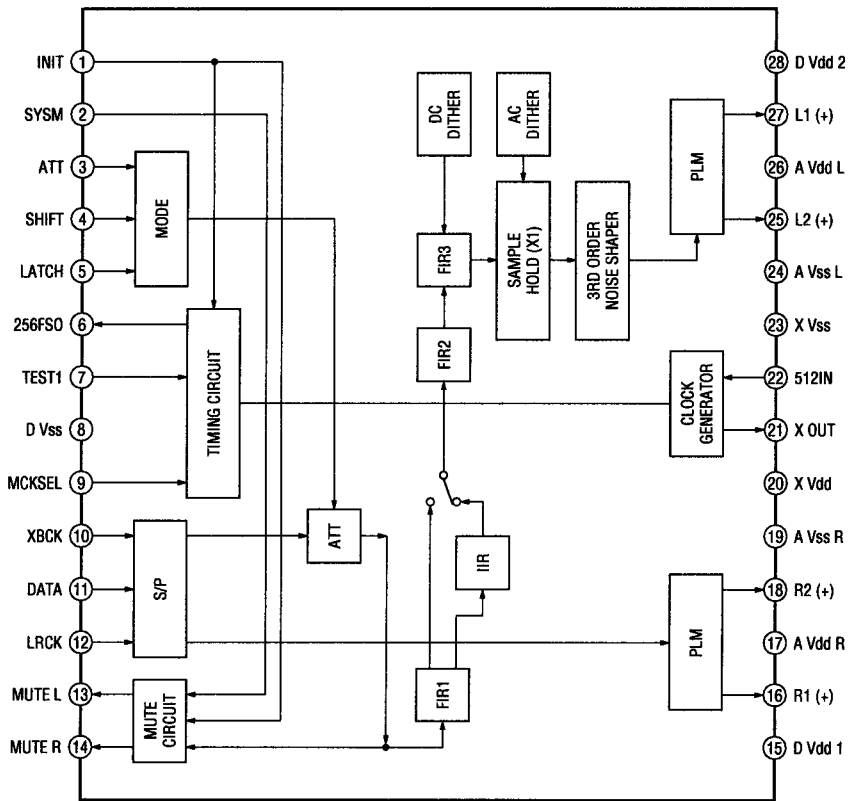 INIT 1
SYSM 2
ATT 3
SHIFT 4
LATCH 5
256FSO 6
TEST1 7
D Vss 8
MCKSEL 9
XBCK 10
DATA 11
LRCK 12
MUTE L 13
MUTE R 14
MODE
TIMING CIRCUIT
S/P
MUTE
CIRCUIT
ATT
DC
DITHER
AC
DITHER
FIR3
SAMPLE
HOLD (X1)
3RD ORDER
NOISE SHAPER
FIR2
IIR
FIR1
PLM
CLOCK
GENERATOR
PLM
28 D Vdd 2
27 L1 (+)
26 A Vdd L
25 L2 (+)
24 A Vss L
23 X Vss
22 512IN
21 X OUT
20 X Vdd
19 A Vss R
18 R2 (+)
17 A Vdd R
16 R1 (+)
15 D Vdd 1